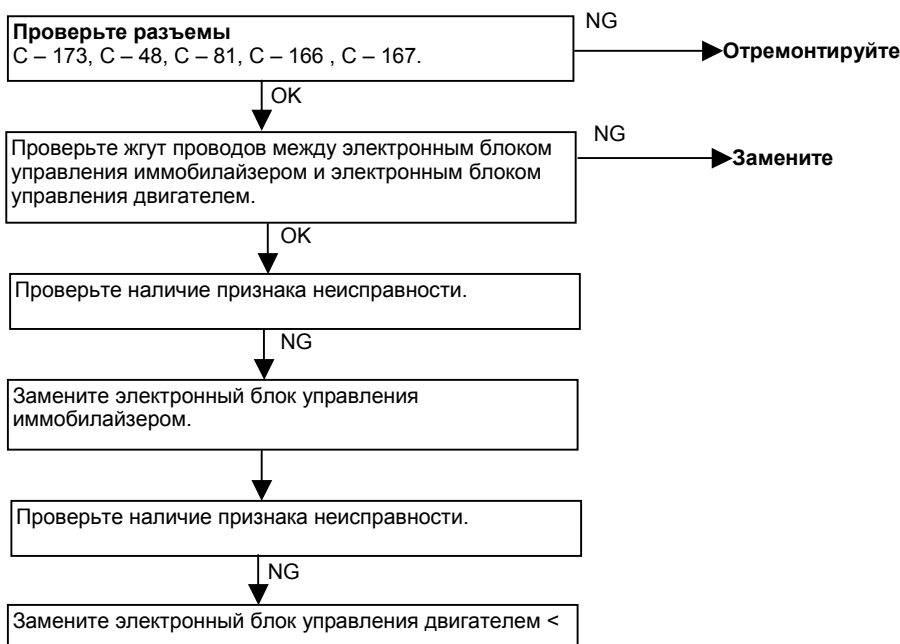 Проверьте разъемы
NG
C – 173, C – 48, C – 81, C – 166 , C – 167.
Отремонтируйте
OK
Проверьте жгут проводов между электронным блоком
управления иммобилайзером и электронным блоком
управления двигателем.
NG
Замените
OK
Проверьте наличие признака неисправности.
NG
Замените электронный блок управления
иммобилайзером.
Проверьте наличие признака неисправности.
NG
Замените электронный блок управления двигателем <